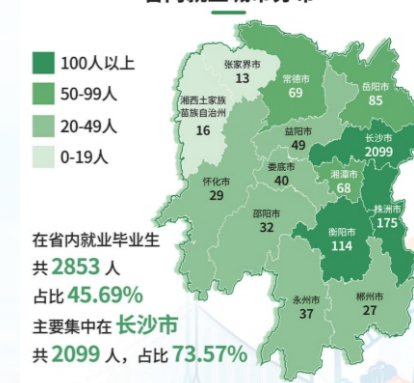 100人以上
50-99人
20-49人
0-19人
张家界市
13
湘西土家族
苗族自治州
16
常德市
69
岳阳市
85
益阳市
49
长沙市
2099
娄底市
40
湘潭市
68
怀化市
29
邵阳市
32
株洲市
175
衡阳市
114
永州市
37
郴州市
27
在省内就业毕业生
共 2853 人
占比 45.69%
主要集中在 长沙市
共 2099 人，占比 73.57%